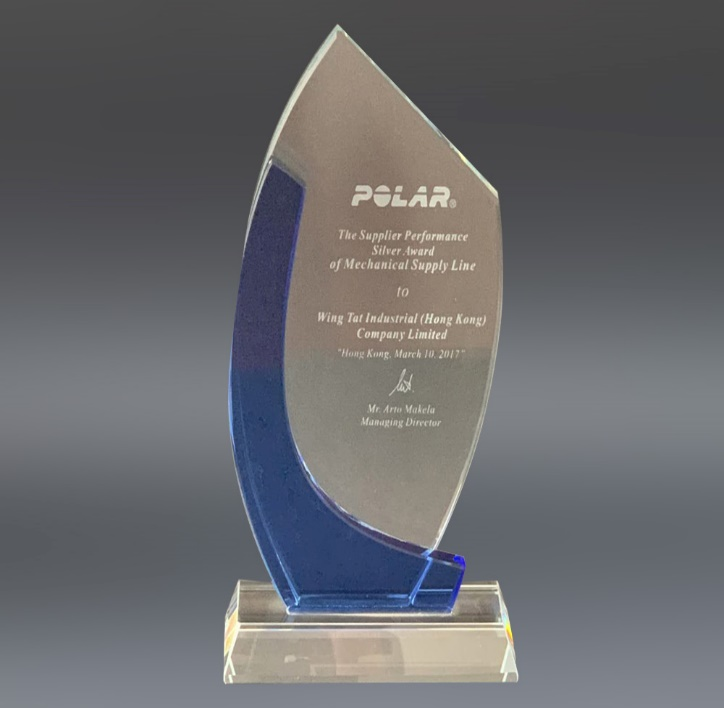 POLAR®
The Supplier Performance
Silver Award
of Mechanical Supply Line
to
Wing Tat Industrial (Hong Kong)
Company Limited
"Hong Kong, March 10, 2017"
Mr. Arto Makela
Managing Director